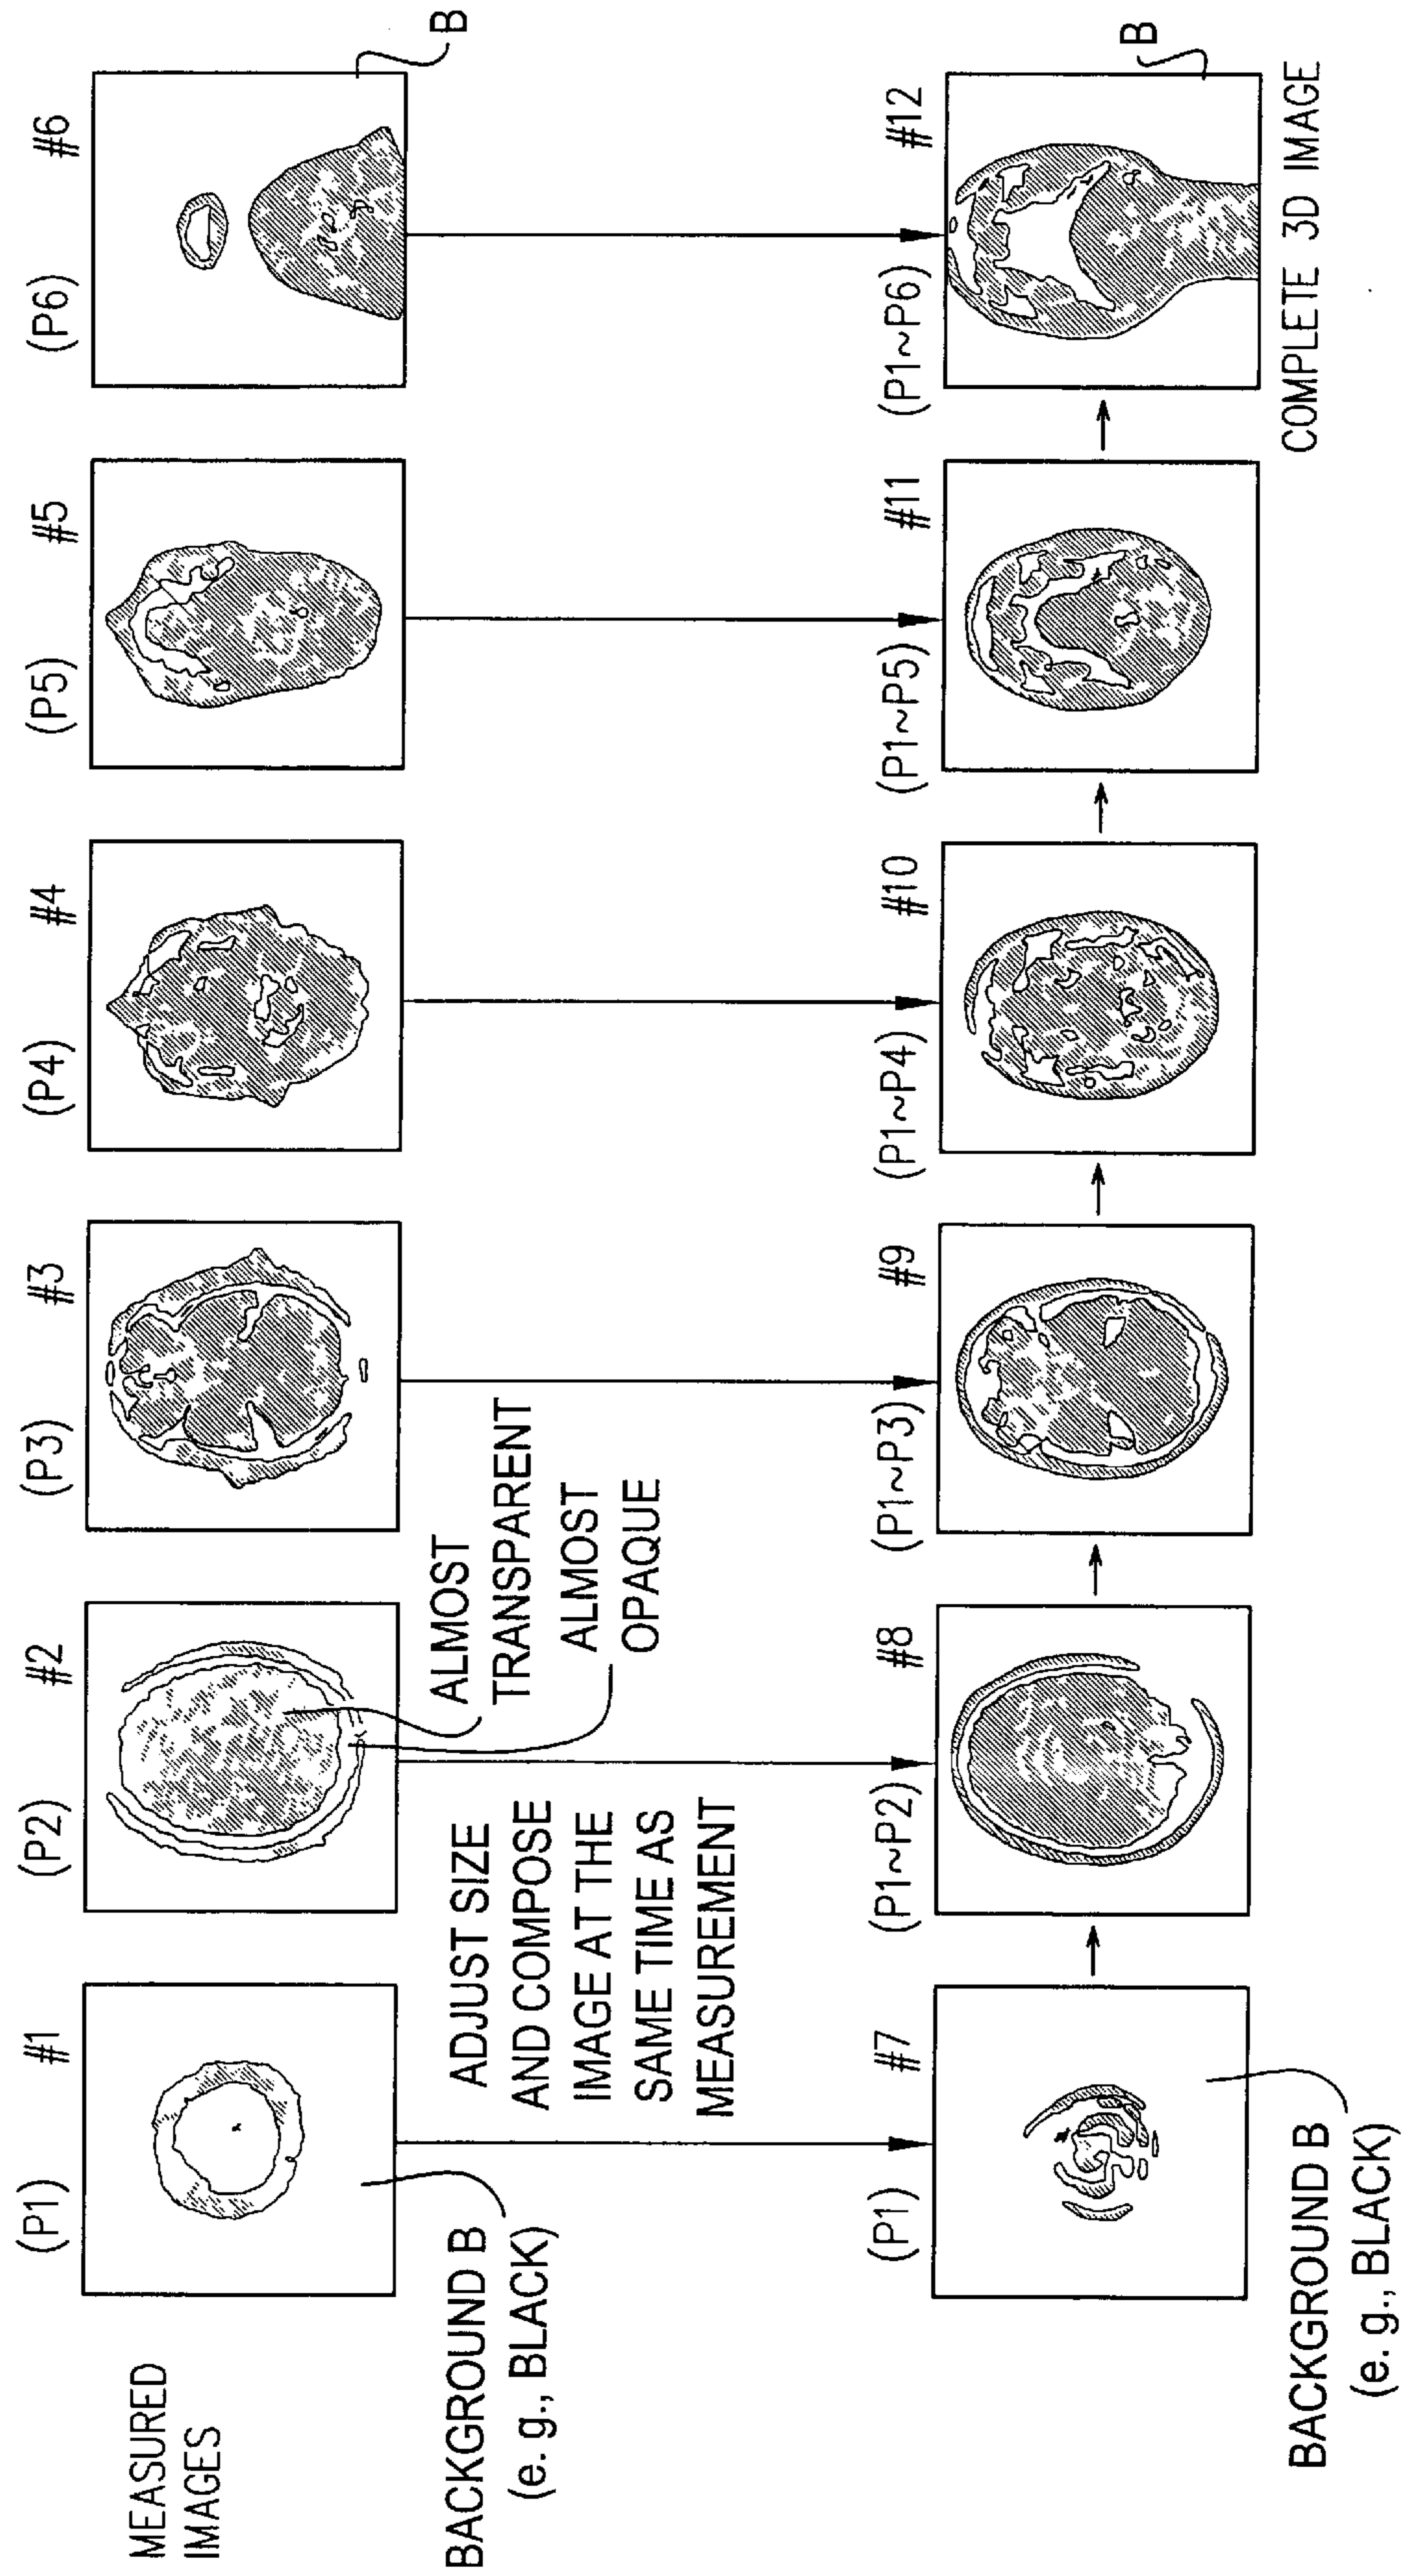 MEASURED
IMAGES
(P1) #1
(P2) #2
(P3) #3
(P4) #4
(P5) #5
(P6) #6
B
BACKGROUND B
(e. g., BLACK)
ADJUST SIZE
AND COMPOSE
IMAGE AT THE
SAME TIME AS
MEASUREMENT
ALMOST
TRANSPARENT
ALMOST
OPAQUE
(P1) #7
(P1~P2) #8
(P1~P3) #9
(P1~P4) #10
(P1~P5) #11
(P1~P6) #12
B
BACKGROUND B
(e. g., BLACK)
COMPLETE 3D IMAGE